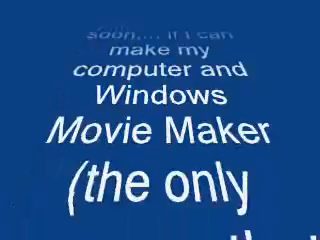 soon,... if I can
make my
computer and
Windows
Movie Maker
(the only